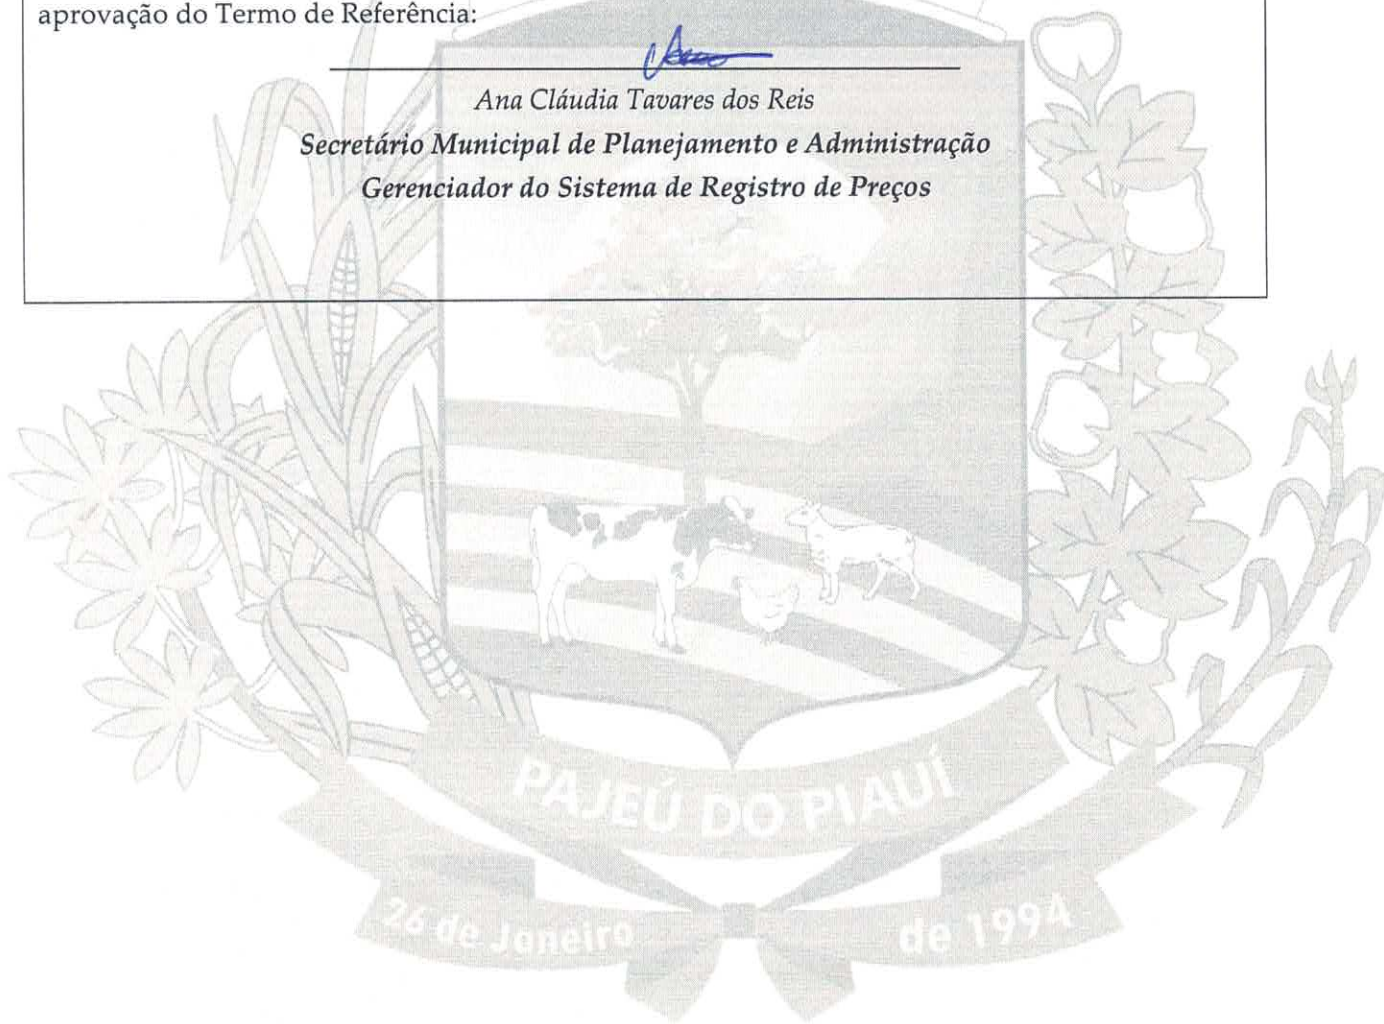 aprovação do Termo de Referência:
Ana Cláudia Tavares dos Reis
Secretário Municipal de Planejamento e Administração
Gerenciador do Sistema de Registro de Preços
PAJEÚ DO PIAUÍ
26 de Janeiro de 1994